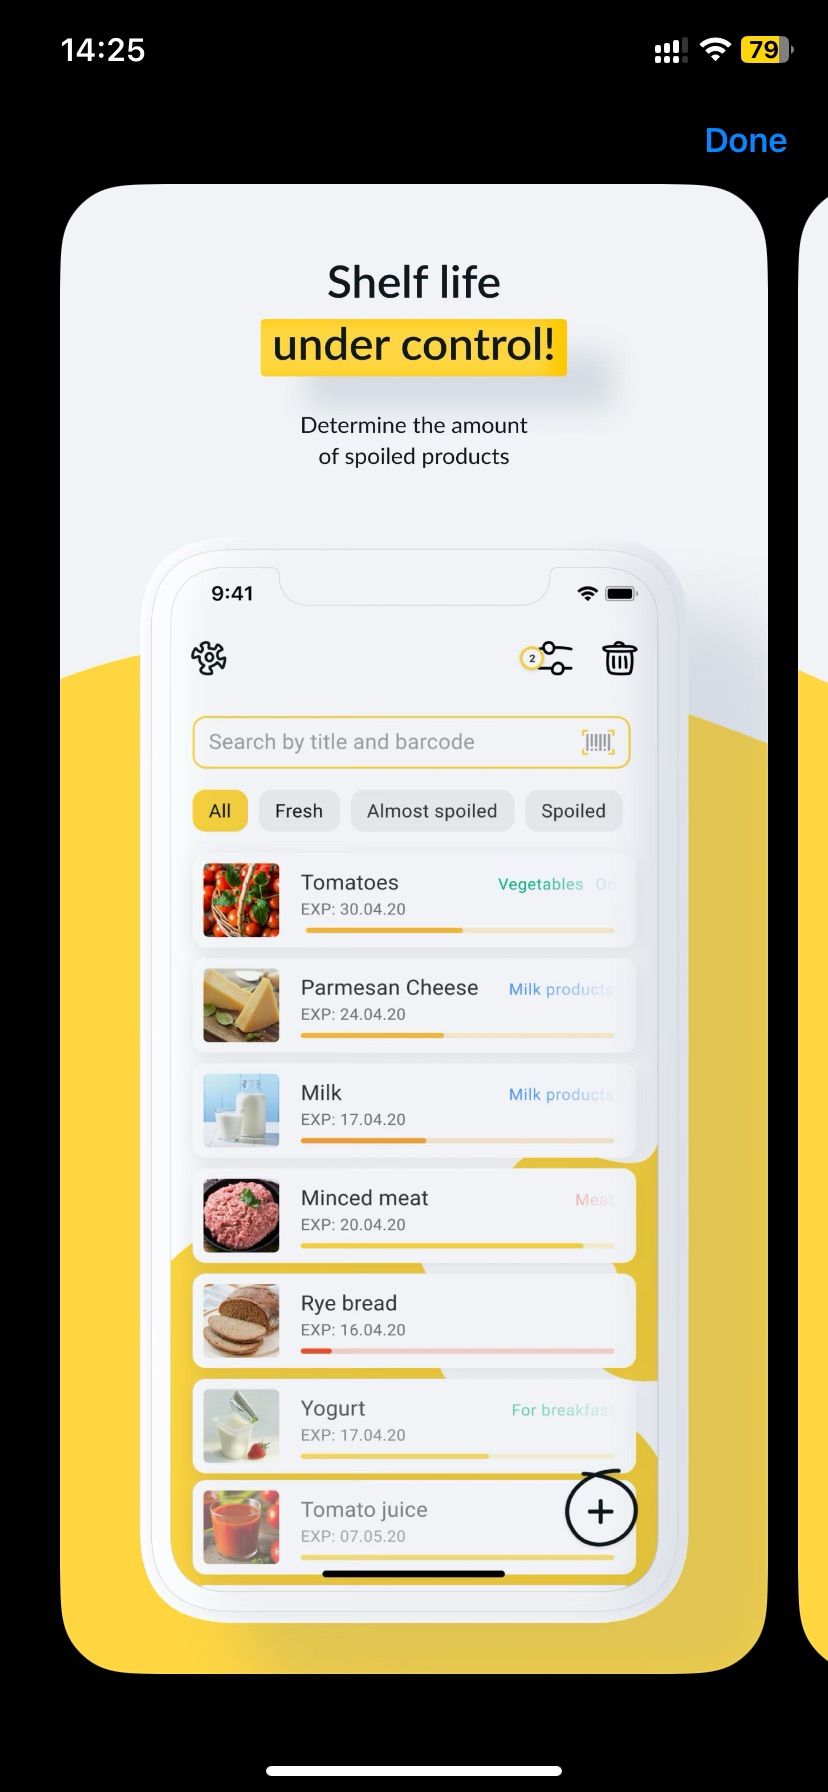 14:25
79
Done
Shelf life
under control!
Determine the amount
of spoiled products
9:41
2
Search by title and barcode
All Fresh Almost spoiled Spoiled
Tomatoes Vegetables On
EXP: 30.04.20
Parmesan Cheese Milk products
EXP: 24.04.20
Milk Milk products
EXP: 17.04.20
Minced meat Meat
EXP: 20.04.20
Rye bread
EXP: 16.04.20
Yogurt For breakfast
EXP: 17.04.20
Tomato juice
EXP: 07.05.20